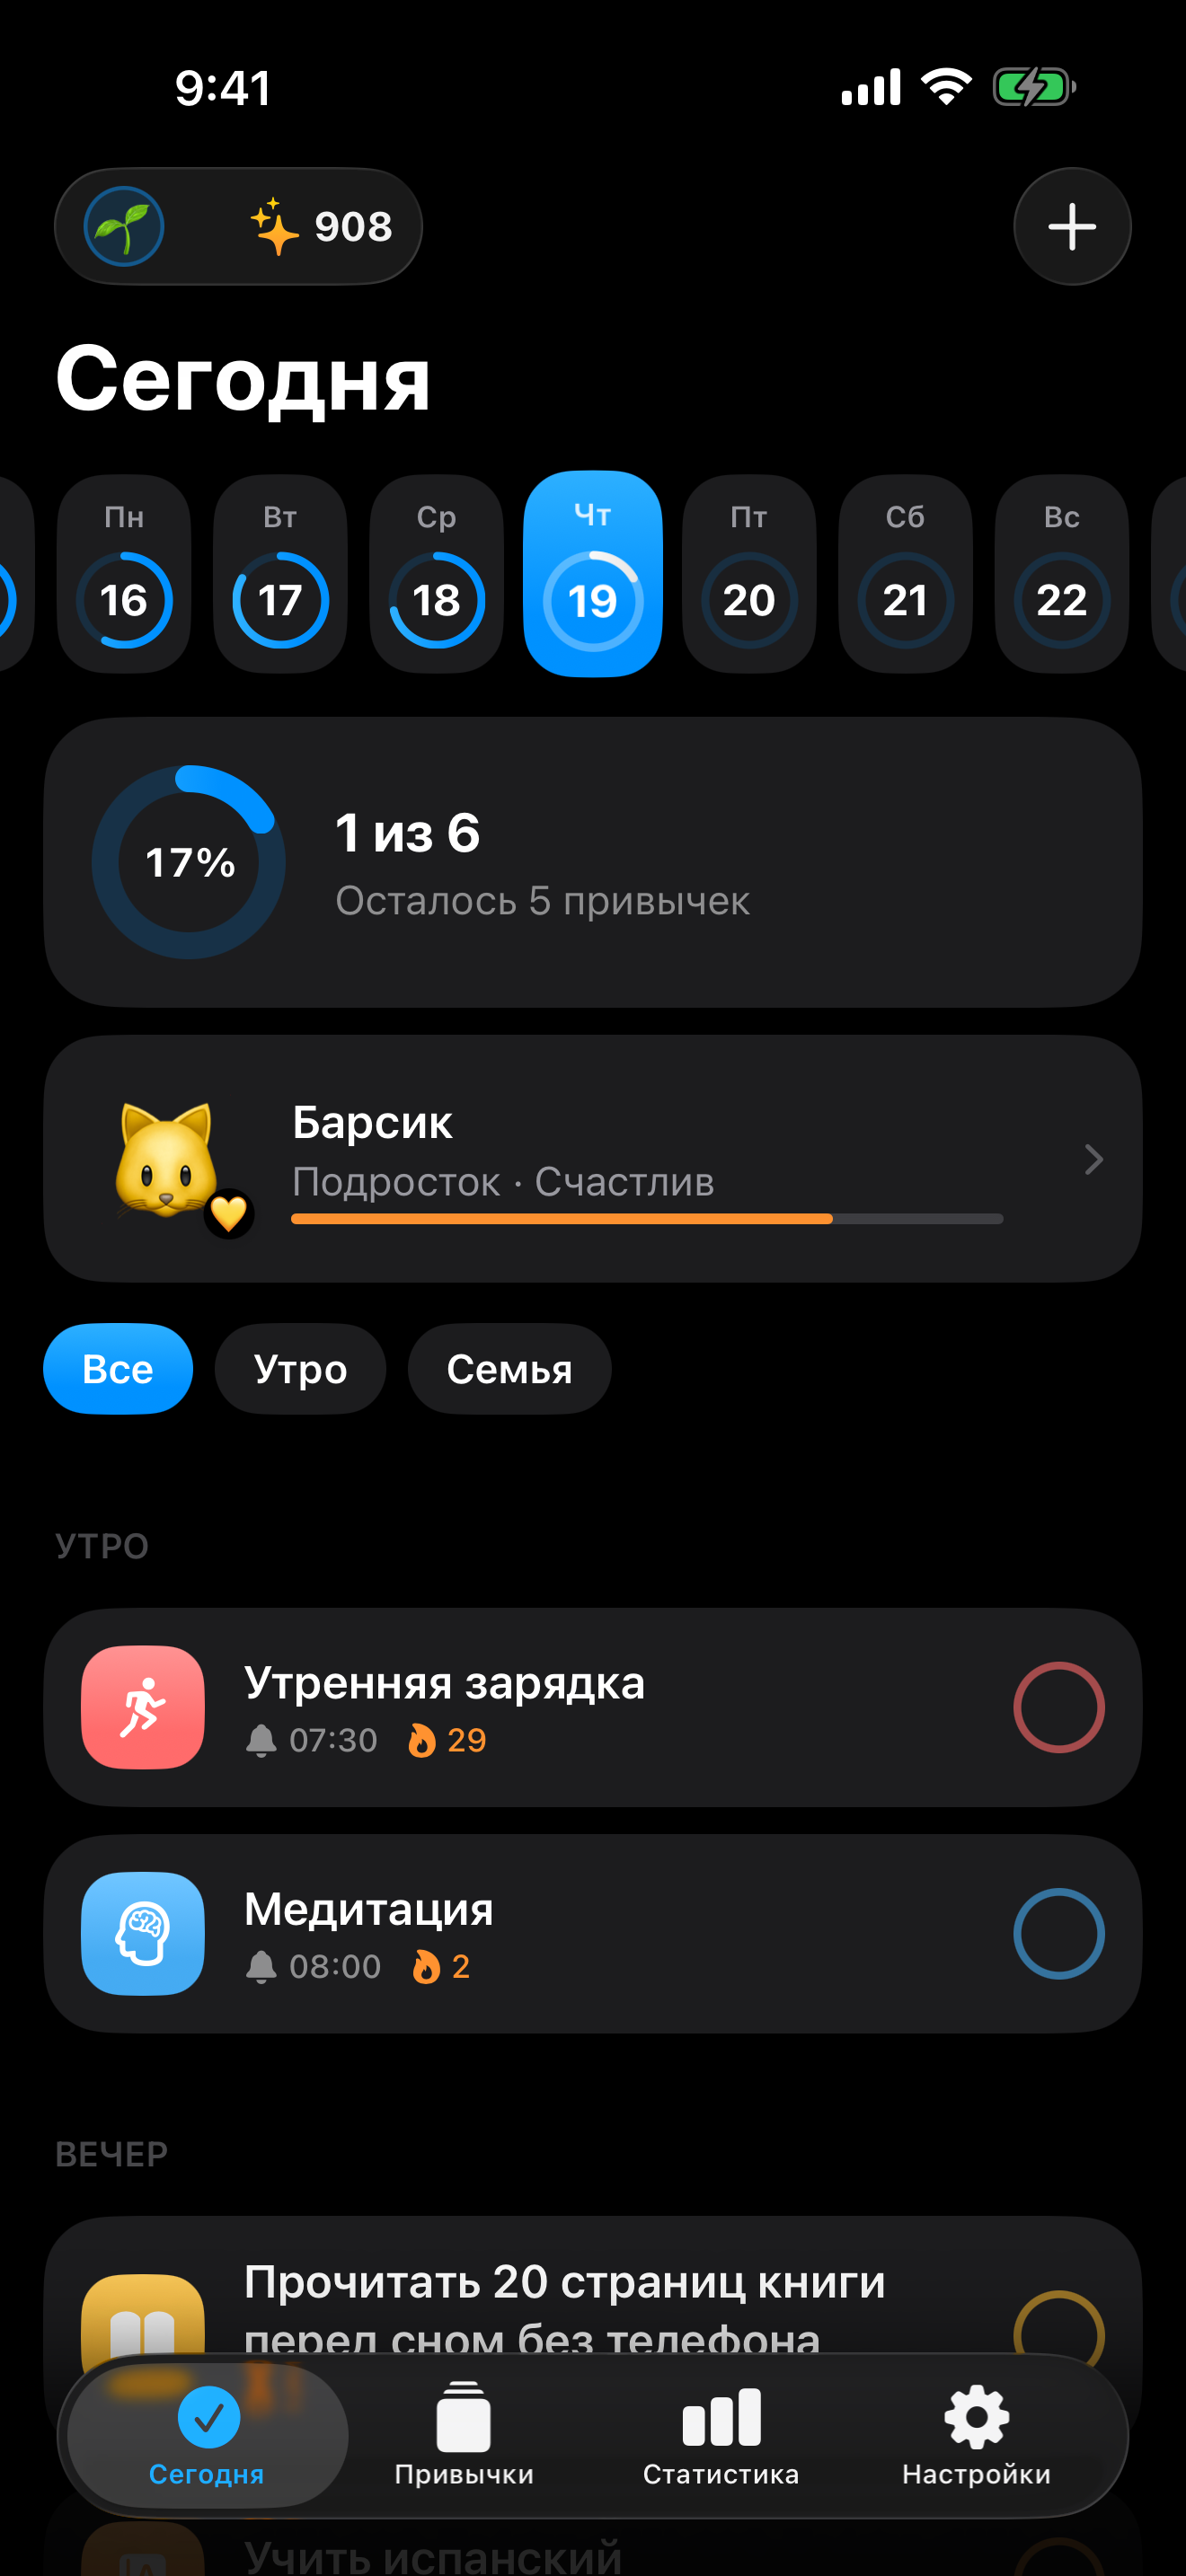 9:41
908
Сегодня
Пн Вт Ср Чт Пт Сб Вс
16 17 18 19 20 21 22
17%
1 из 6
Осталось 5 привычек
Барсик
Подросток · Счастлив
Все Утро Семья
УТРО
Утренняя зарядка
07:30 29
Медитация
08:00 2
ВЕЧЕР
Прочитать 20 страниц книги
перед сном без телефона
Сегодня Привычки Статистика Настройки
Учить испанский